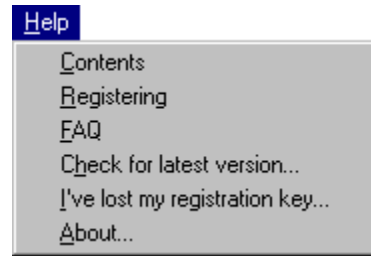 Help
Contents
Registering
FAQ
Check for latest version...
I've lost my registration key...
About...